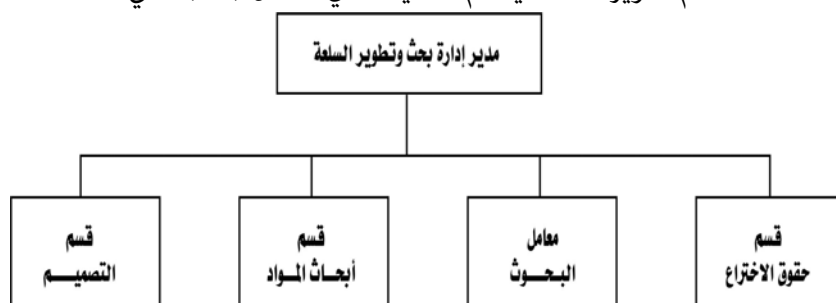 مدير إدارة بحث وتطوير السلعة
قسم
حقوق الاختراع
معامل
البحوث
قسم
أبحاث المواد
قسم
التصميم